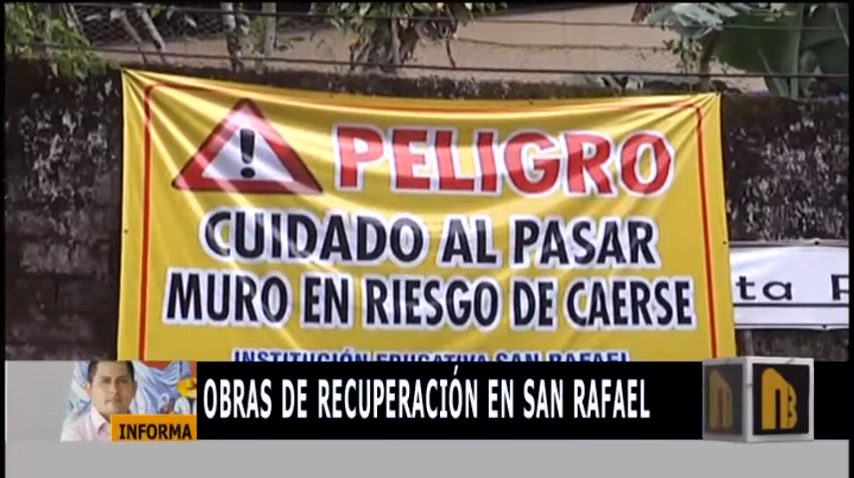 PELIGRO
CUIDADO AL PASAR
MURO EN RIESGO DE CAERSE
INSTITUCIÓN EDUCATIVA SAN RAFAEL
ta
INFORMA
OBRAS DE RECUPERACIÓN EN SAN RAFAEL